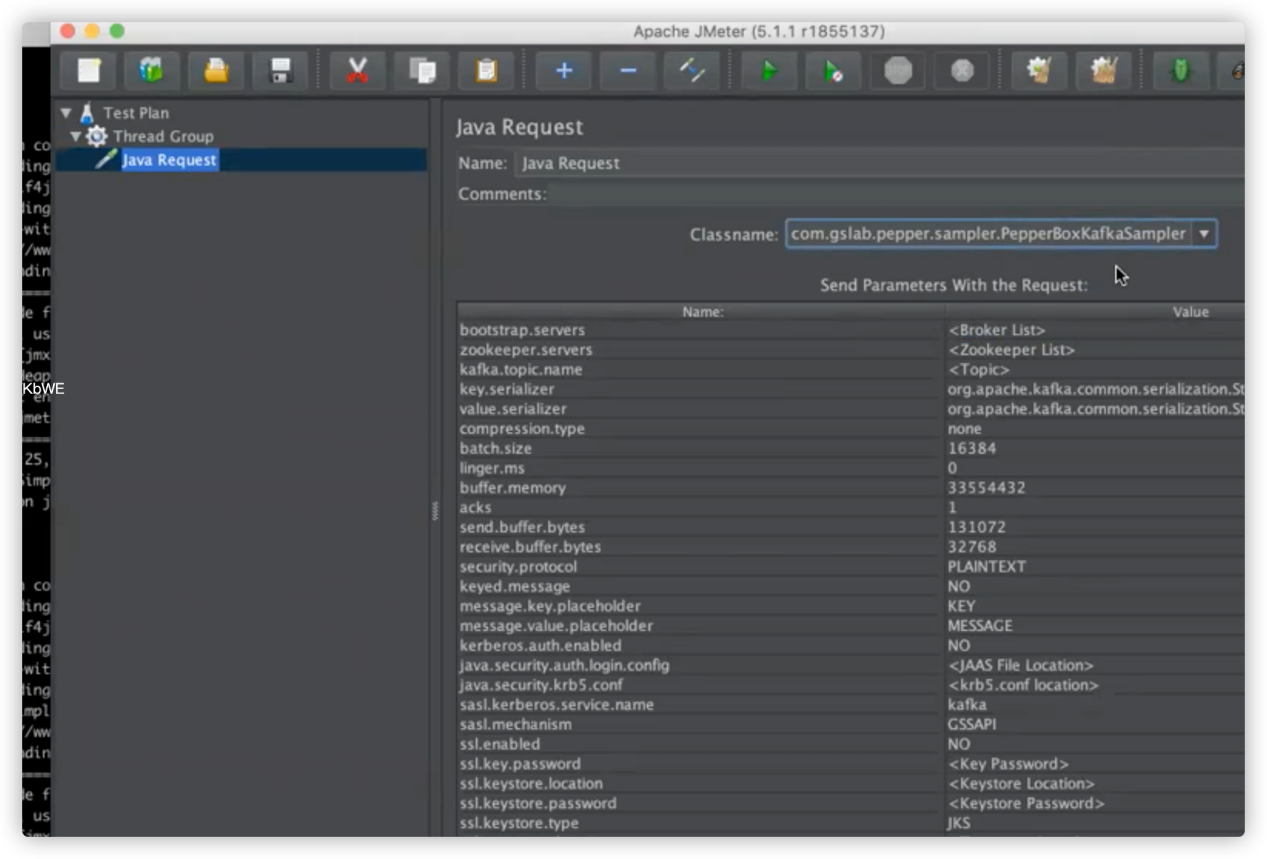 Apache JMeter (5.1.1 r1855137)
Test Plan
Thread Group
Java Request
Java Request
Name: Java Request
Comments:
Classname: com.gslab.pepper.sampler.PepperBoxKafkaSampler
Send Parameters With the Request:
Name: Value
bootstrap.servers <Broker List>
zookeeper.servers <Zookeeper List>
kafka.topic.name <Topic>
key.serializer org.apache.kafka.common.serialization.St
value.serializer org.apache.kafka.common.serialization.St
compression.type none
batch.size 16384
linger.ms 0
buffer.memory 33554432
acks 1
send.buffer.bytes 131072
receive.buffer.bytes 32768
security.protocol PLAINTEXT
keyed.message NO
message.key.placeholder KEY
message.value.placeholder MESSAGE
kerberos.auth.enabled NO
java.security.auth.login.config <JAAS File Location>
java.security.krb5.conf <krb5.conf location>
sasl.kerberos.service.name kafka
sasl.mechanism GSSAPI
ssl.enabled NO
ssl.key.password <Key Password>
ssl.keystore.location <Keystore Location>
ssl.keystore.password <Keystore Password>
ssl.keystore.type JKS
KbWE